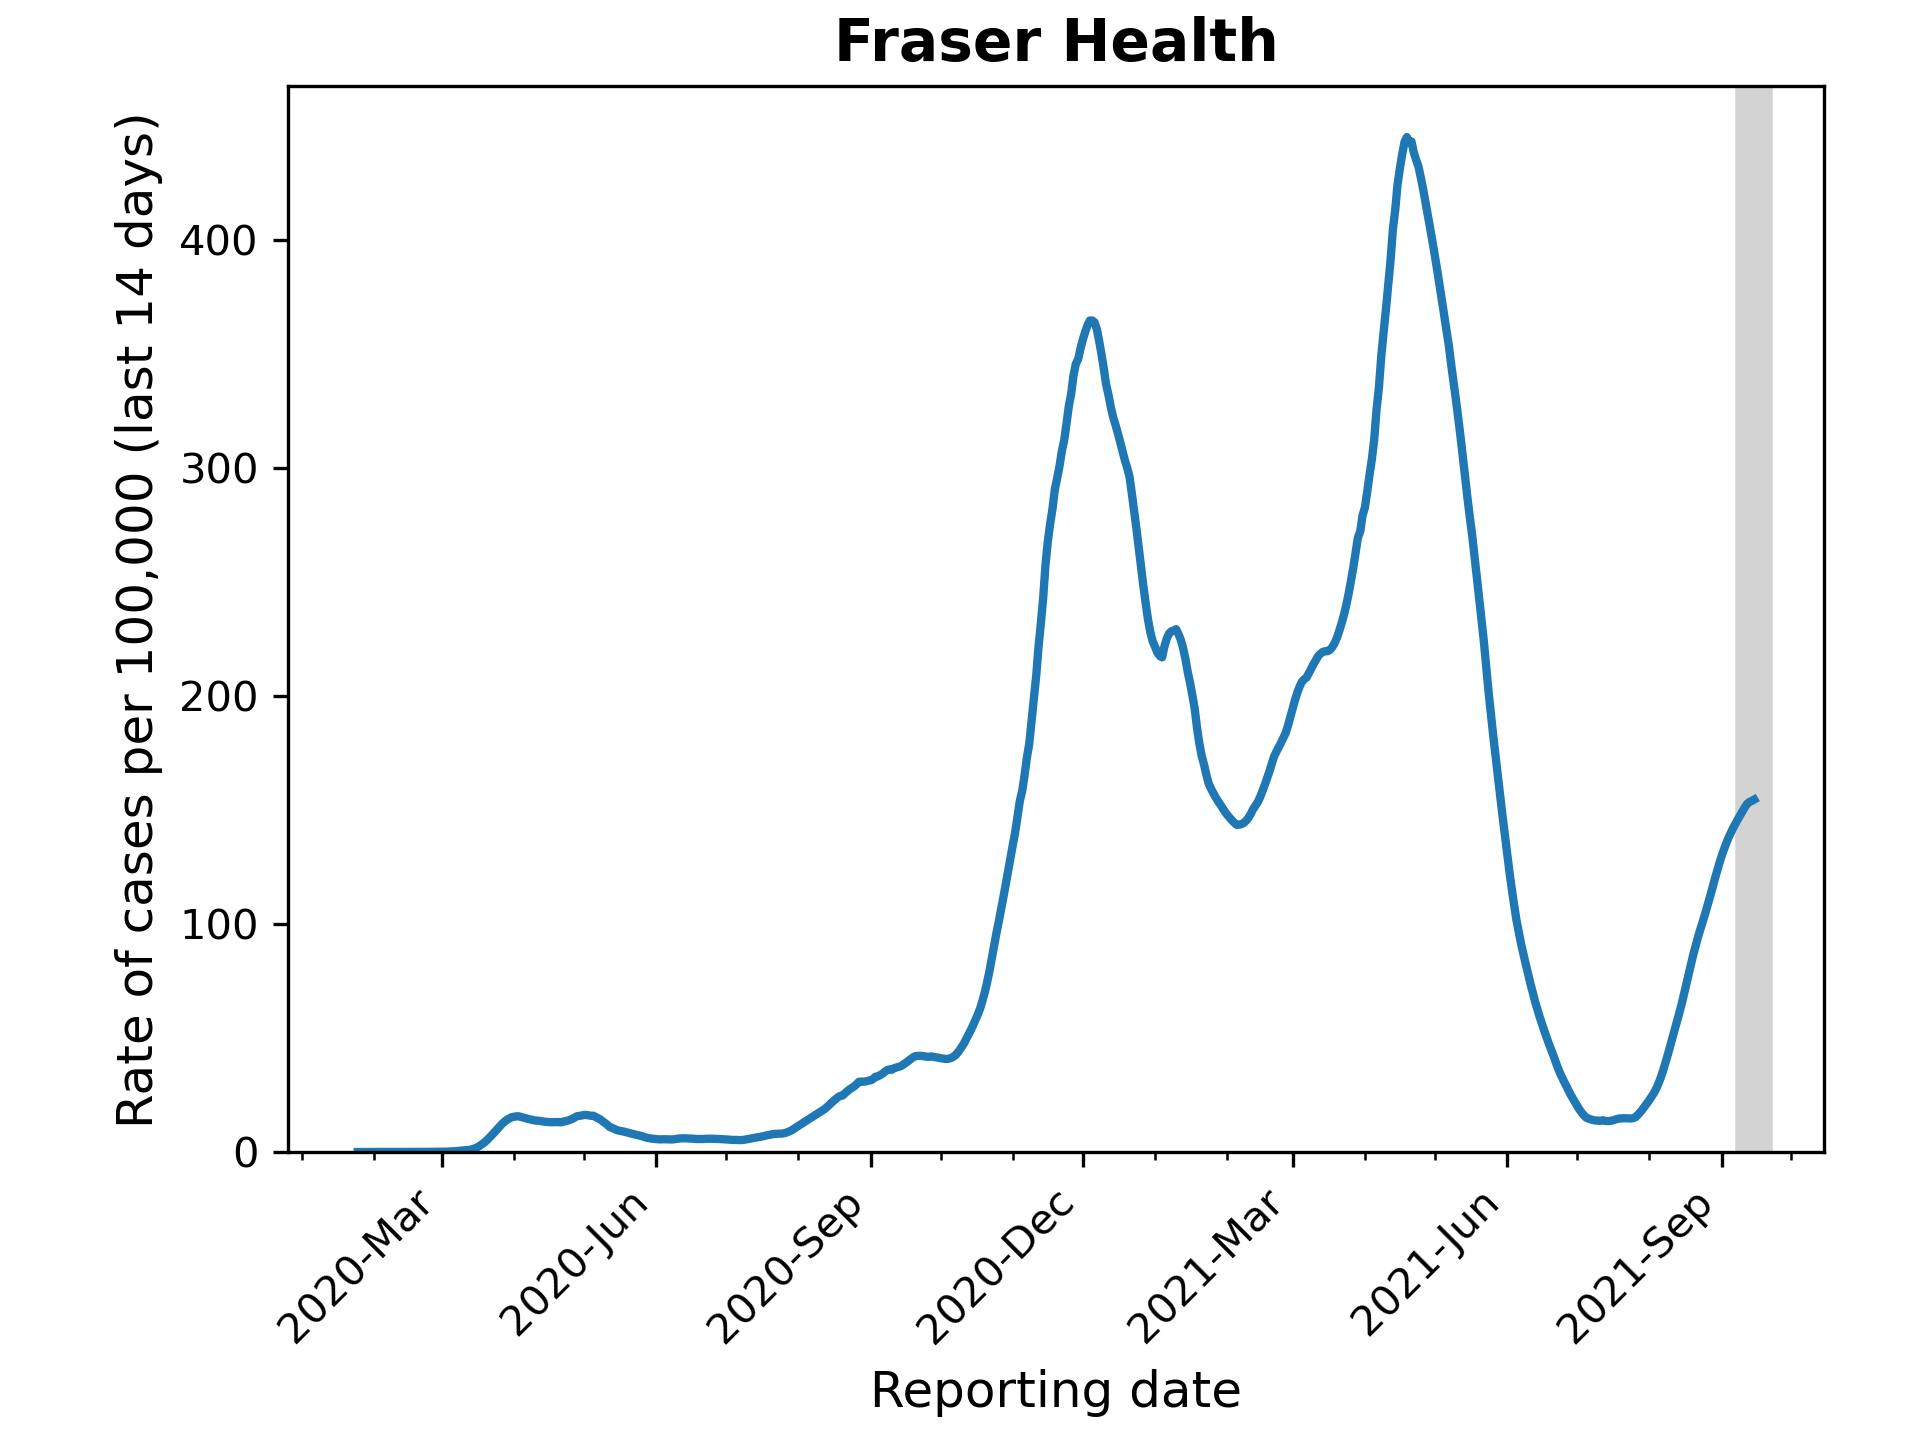 Fraser Health
Rate of cases per 100,000 (last 14 days)
400
300
200
100
0
2020-Mar
2020-Jun
2020-Sep
2020-Dec
2021-Mar
2021-Jun
2021-Sep
Reporting date